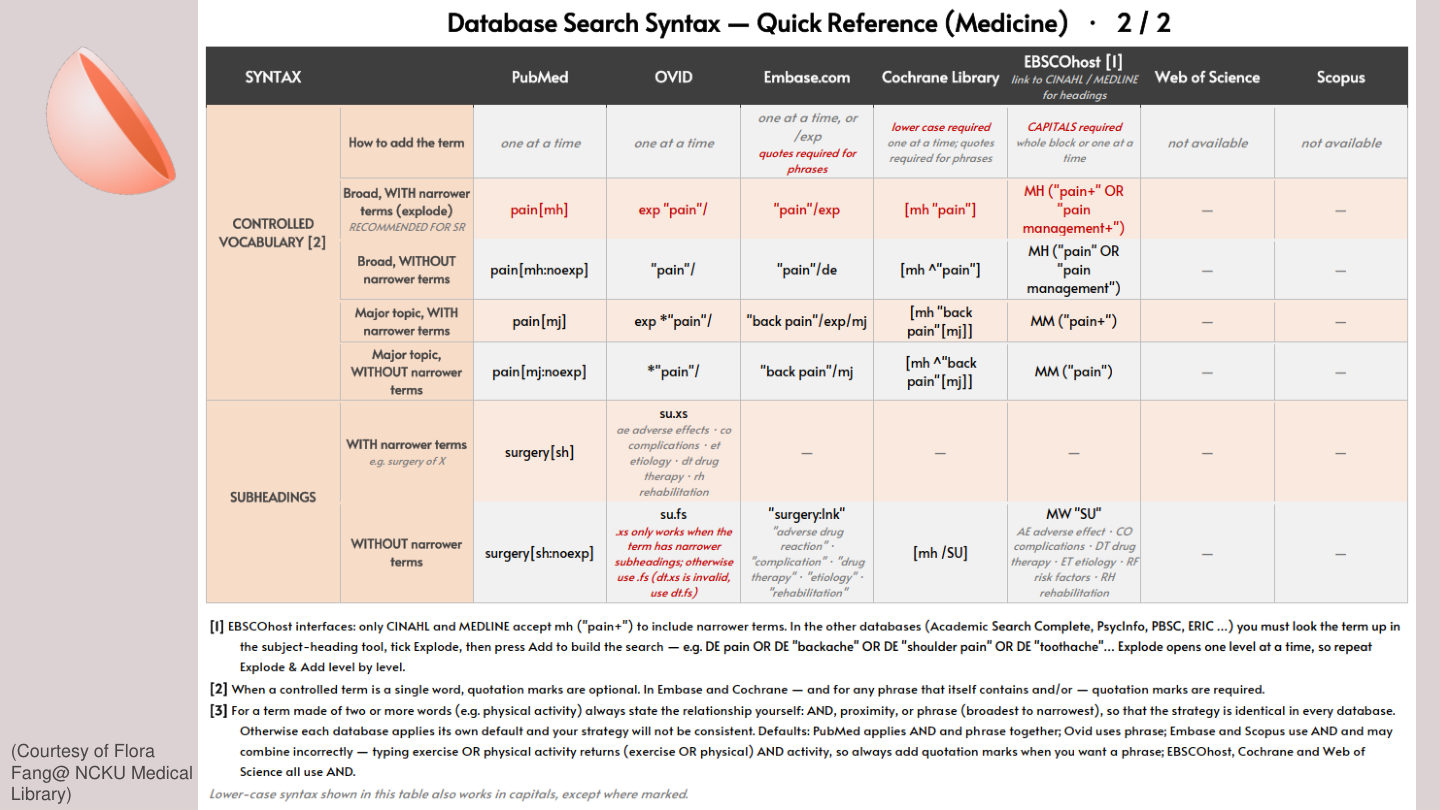 Database Search Syntax — Quick Reference (Medicine) · 2 / 2
SYNTAX
PubMed
OVID
Embase.com
Cochrane Library
EBSCOhost [1]
link to CINAHL / MEDLINE
for headings
Web of Science
Scopus
CONTROLLED
VOCABULARY [2]
How to add the term
one at a time
one at a time
one at a time, or
/exp
quotes required for
phrases
lower case required
one at a time; quotes
required for phrases
CAPITALS required
whole block or one at a
time
not available
not available
Broad, WITH narrower
terms (explode)
RECOMMENDED FOR SR
pain[mh]
exp "pain"/
"pain"/exp
[mh "pain"]
MH ("pain+" OR
"pain
management+")
—
—
Broad, WITHOUT
narrower terms
pain[mh:noexp]
"pain"/
"pain"/de
[mh ^"pain"]
MH ("pain" OR
"pain
management")
—
—
Major topic, WITH
narrower terms
pain[mj]
exp *"pain"/
"back pain"/exp/mj
[mh "back
pain"[mj]]
MM ("pain+")
—
—
Major topic,
WITHOUT narrower
terms
pain[mj:noexp]
*"pain"/
"back pain"/mj
[mh ^"back
pain"[mj]]
MM ("pain")
—
—
SUBHEADINGS
WITH narrower terms
e.g. surgery of X
surgery[sh]
su.xs
ae adverse effects · co
complications · et
etiology · dt drug
therapy · rh
rehabilitation
—
—
—
—
—
WITHOUT narrower
terms
surgery[sh:noexp]
su.fs
.xs only works when the
term has narrower
subheadings; otherwise
use .fs (dt.xs is invalid,
use dt.fs)
"surgery:lnk"
"adverse drug
reaction" ·
"complication" · "drug
therapy" · "etiology" ·
"rehabilitation"
[mh /SU]
MW "SU"
AE adverse effect · CO
complications · DT drug
therapy · ET etiology · RF
risk factors · RH
rehabilitation
—
—
[1] EBSCOhost interfaces: only CINAHL and MEDLINE accept mh ("pain+") to include narrower terms. In the other databases (Academic Search Complete, PsycInfo, PBSC, ERIC ...) you must look the term up in
the subject-heading tool, tick Explode, then press Add to build the search — e.g. DE pain OR DE "backache" OR DE "shoulder pain" OR DE "toothache"... Explode opens one level at a time, so repeat
Explode & Add level by level.
[2] When a controlled term is a single word, quotation marks are optional. In Embase and Cochrane — and for any phrase that itself contains and/or — quotation marks are required.
[3] For a term made of two or more words (e.g. physical activity) always state the relationship yourself: AND, proximity, or phrase (broadest to narrowest), so that the strategy is identical in every database.
Otherwise each database applies its own default and your strategy will not be consistent. Defaults: PubMed applies AND and phrase together; Ovid uses phrase; Embase and Scopus use AND and may
combine incorrectly — typing exercise OR physical activity returns (exercise OR physical) AND activity, so always add quotation marks when you want a phrase; EBSCOhost, Cochrane and Web of
Science all use AND.
Lower-case syntax shown in this table also works in capitals, except where marked.
(Courtesy of Flora
Fang@ NCKU Medical
Library)